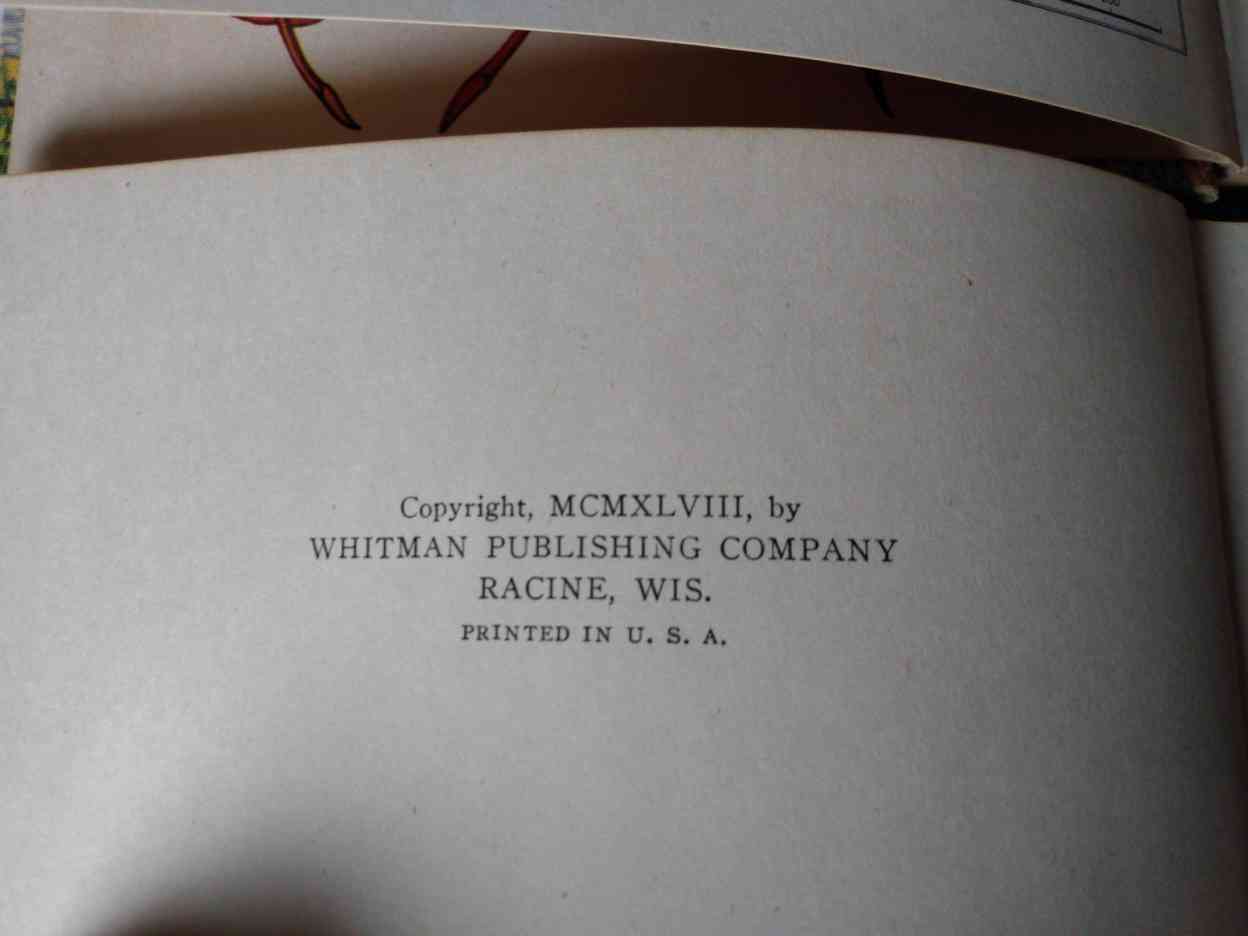 Copyright, MCMXLVIII, by
WHITMAN PUBLISHING COMPANY
RACINE, WIS.
PRINTED IN U. S. A.